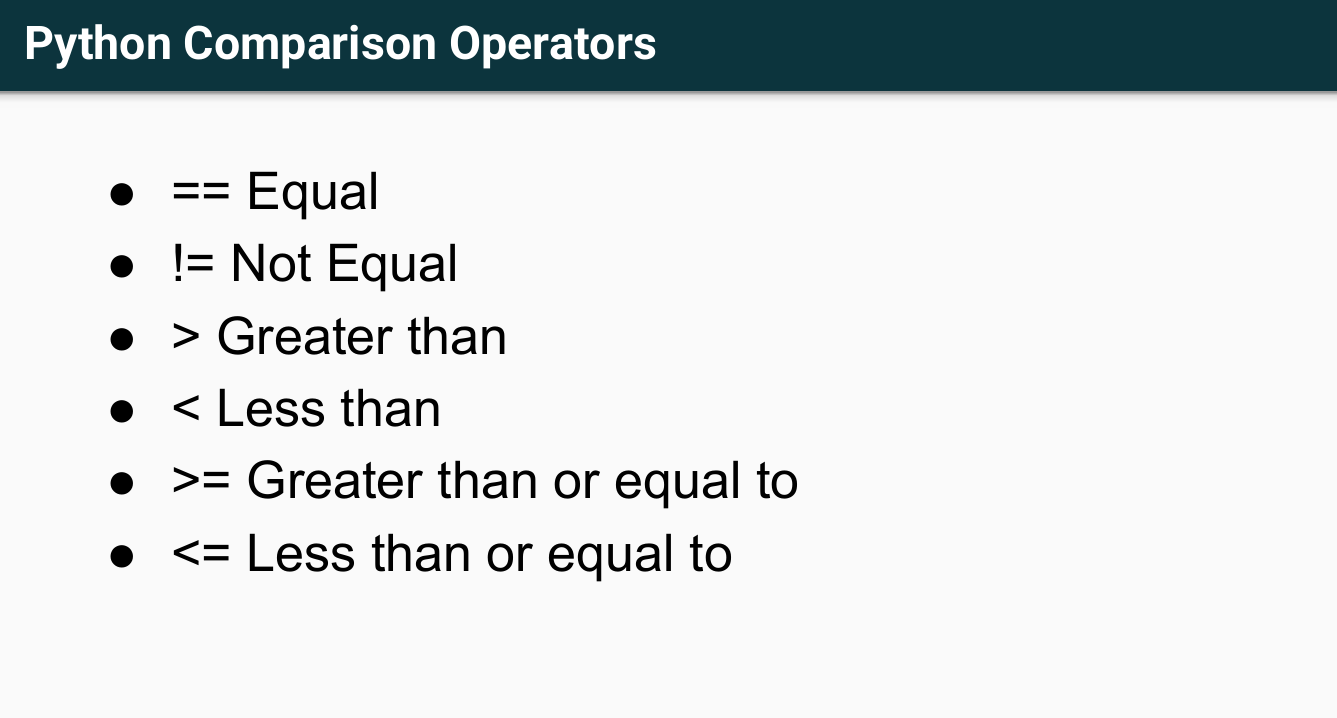 Python Comparison Operators
● == Equal
● != Not Equal
● > Greater than
● < Less than
● >= Greater than or equal to
● <= Less than or equal to